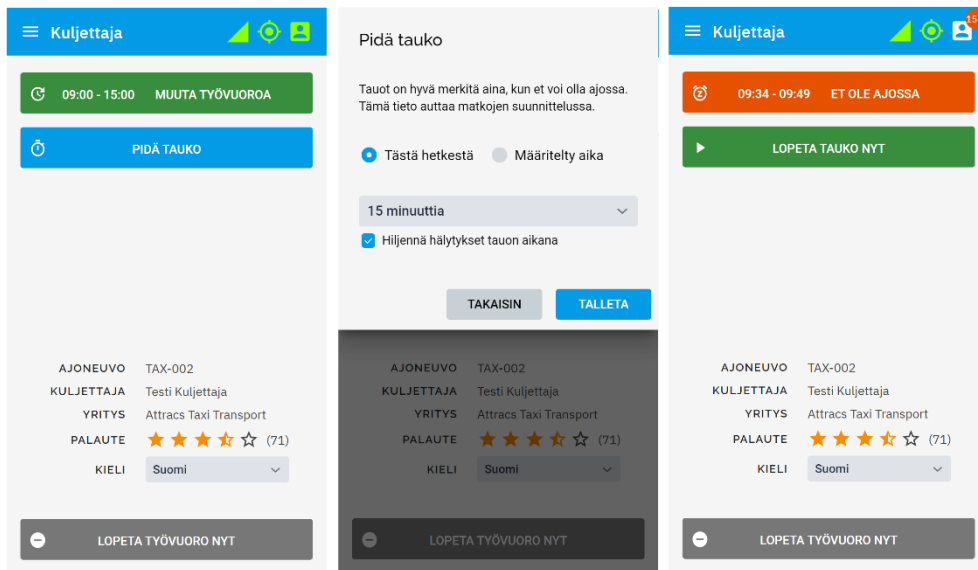 Kuljettaja
09:00 - 15:00 MUUTA TYÖVUOROA
PIDÄ TAUKO
AJONEUVO TAX-002
KULJETTAJA Testi Kuljettaja
YRITYS Attracs Taxi Transport
PALAUTE (71)
KIELI Suomi
LOPETA TYÖVUORO NYT
Pidä tauko
Tauot on hyvä merkitä aina, kun et voi olla ajossa.
Tämä tieto auttaa matkojen suunnittelussa.
Tästä hetkestä Määritelty aika
15 minuuttia
Hiljennä hälytykset tauon aikana
TAKAISIN TALLETA
AJONEUVO TAX-002
KULJETTAJA Testi Kuljettaja
YRITYS Attracs Taxi Transport
PALAUTE (71)
KIELI Suomi
LOPETA TYÖVUORO NYT
Kuljettaja 15
09:34 - 09:49 ET OLE AJOSSA
LOPETA TAUKO NYT
AJONEUVO TAX-002
KULJETTAJA Testi Kuljettaja
YRITYS Attracs Taxi Transport
PALAUTE (71)
KIELI Suomi
LOPETA TYÖVUORO NYT